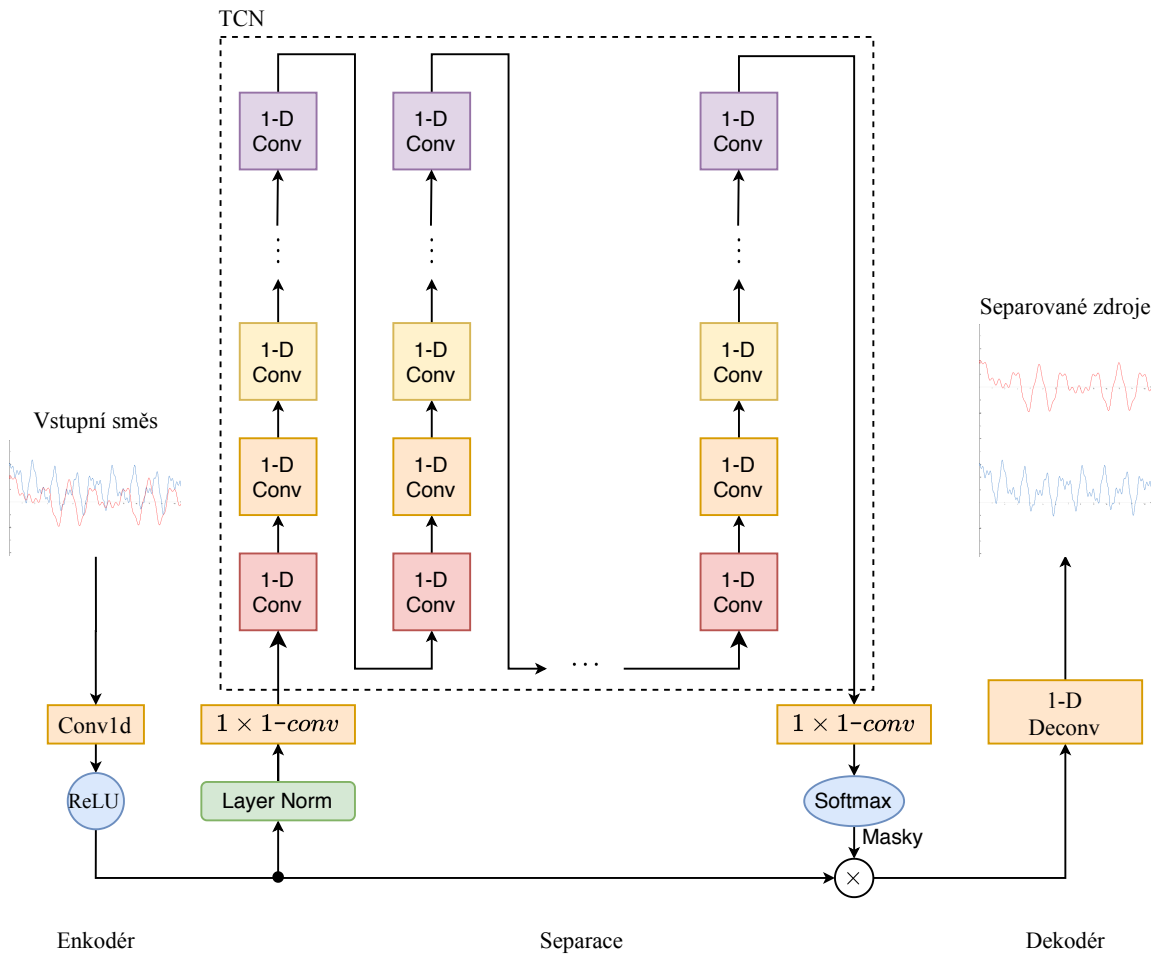 TCN
1-D
Conv
1-D
Conv
1-D
Conv
...
...
...
Separované zdroje
1-D
Conv
1-D
Conv
1-D
Conv
Vstupní směs
1-D
Conv
1-D
Conv
1-D
Conv
1-D
Conv
1-D
Conv
1-D
Conv
...
Conv1d
1 × 1-conv
1 × 1-conv
1-D
Deconv
ReLU
Layer Norm
Softmax
Masky
×
Enkodér
Separace
Dekodér